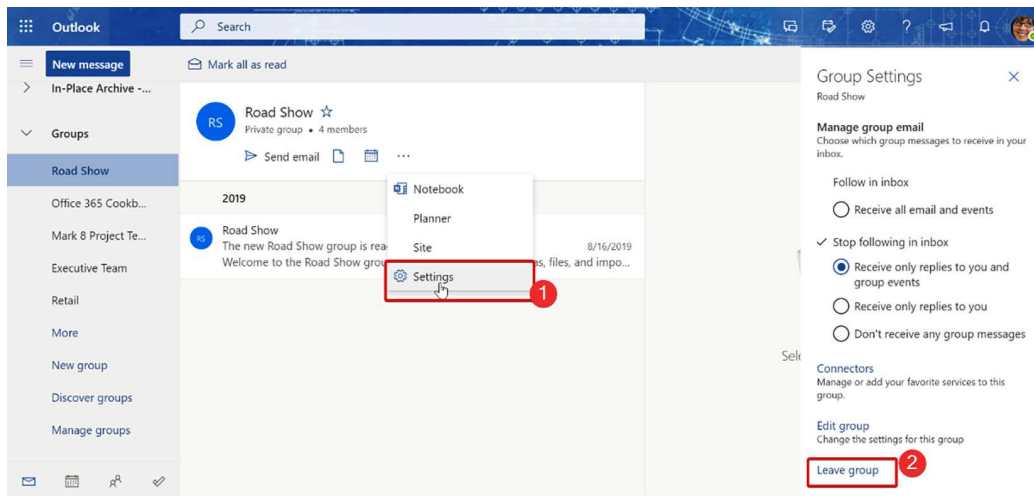 Outlook
Search
New message
Mark all as read
In-Place Archive -...
Groups
Road Show
Office 365 Cookb...
Mark 8 Project Te...
Executive Team
Retail
More
New group
Discover groups
Manage groups
RS
Road Show
Private group • 4 members
Send email
...
2019
RS
Road Show
The new Road Show group is rea
8/16/2019
Welcome to the Road Show grou
as, files, and impo...
Notebook
Planner
Site
Settings
1
Sele
Group Settings
Road Show
Manage group email
Choose which group messages to receive in your
inbox.
Follow in inbox
Receive all email and events
Stop following in inbox
Receive only replies to you and
group events
Receive only replies to you
Don't receive any group messages
Connectors
Manage or add your favorite services to this
group.
Edit group
Change the settings for this group
Leave group
2